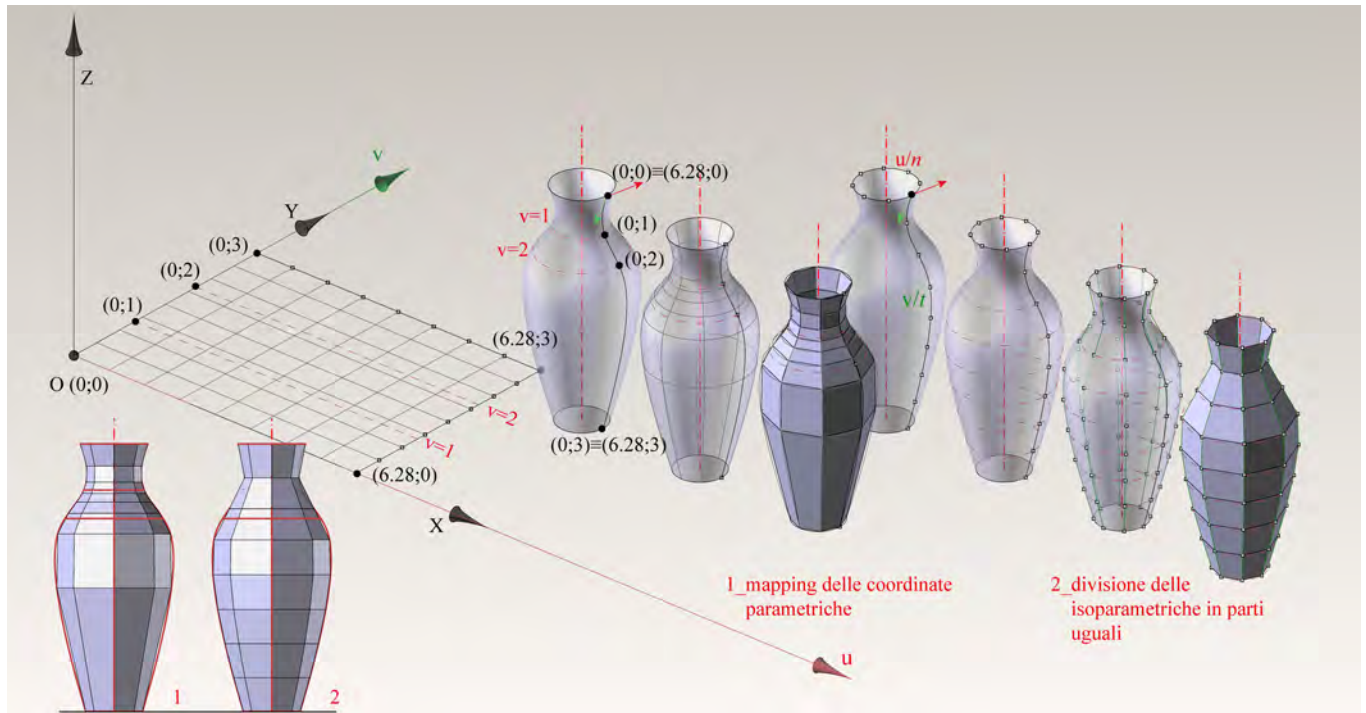 Z
v
Y
(0;3)
(0;2)
(0;1)
O (0;0)
(6.28;3)
v=2
v=1
(6.28;0)
X
u
1
2
(0;0)≡(6.28;0)
v=1
(0;1)
v=2
(0;2)
(0;3)≡(6.28;3)
u/n
v/t
1_mapping delle coordinate
parametriche
2_divisione delle
isoparametriche in parti
uguali